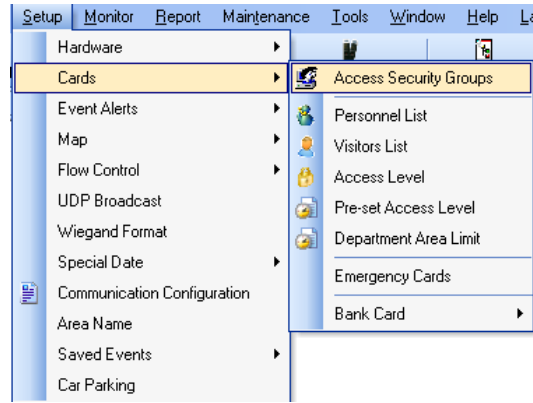 Setup Monitor Report Maintenance Tools Window Help
Hardware
Cards
Event Alerts
Map
Flow Control
UDP Broadcast
Wiegand Format
Special Date
Communication Configuration
Area Name
Saved Events
Car Parking
Access Security Groups
Personnel List
Visitors List
Access Level
Pre-set Access Level
Department Area Limit
Emergency Cards
Bank Card